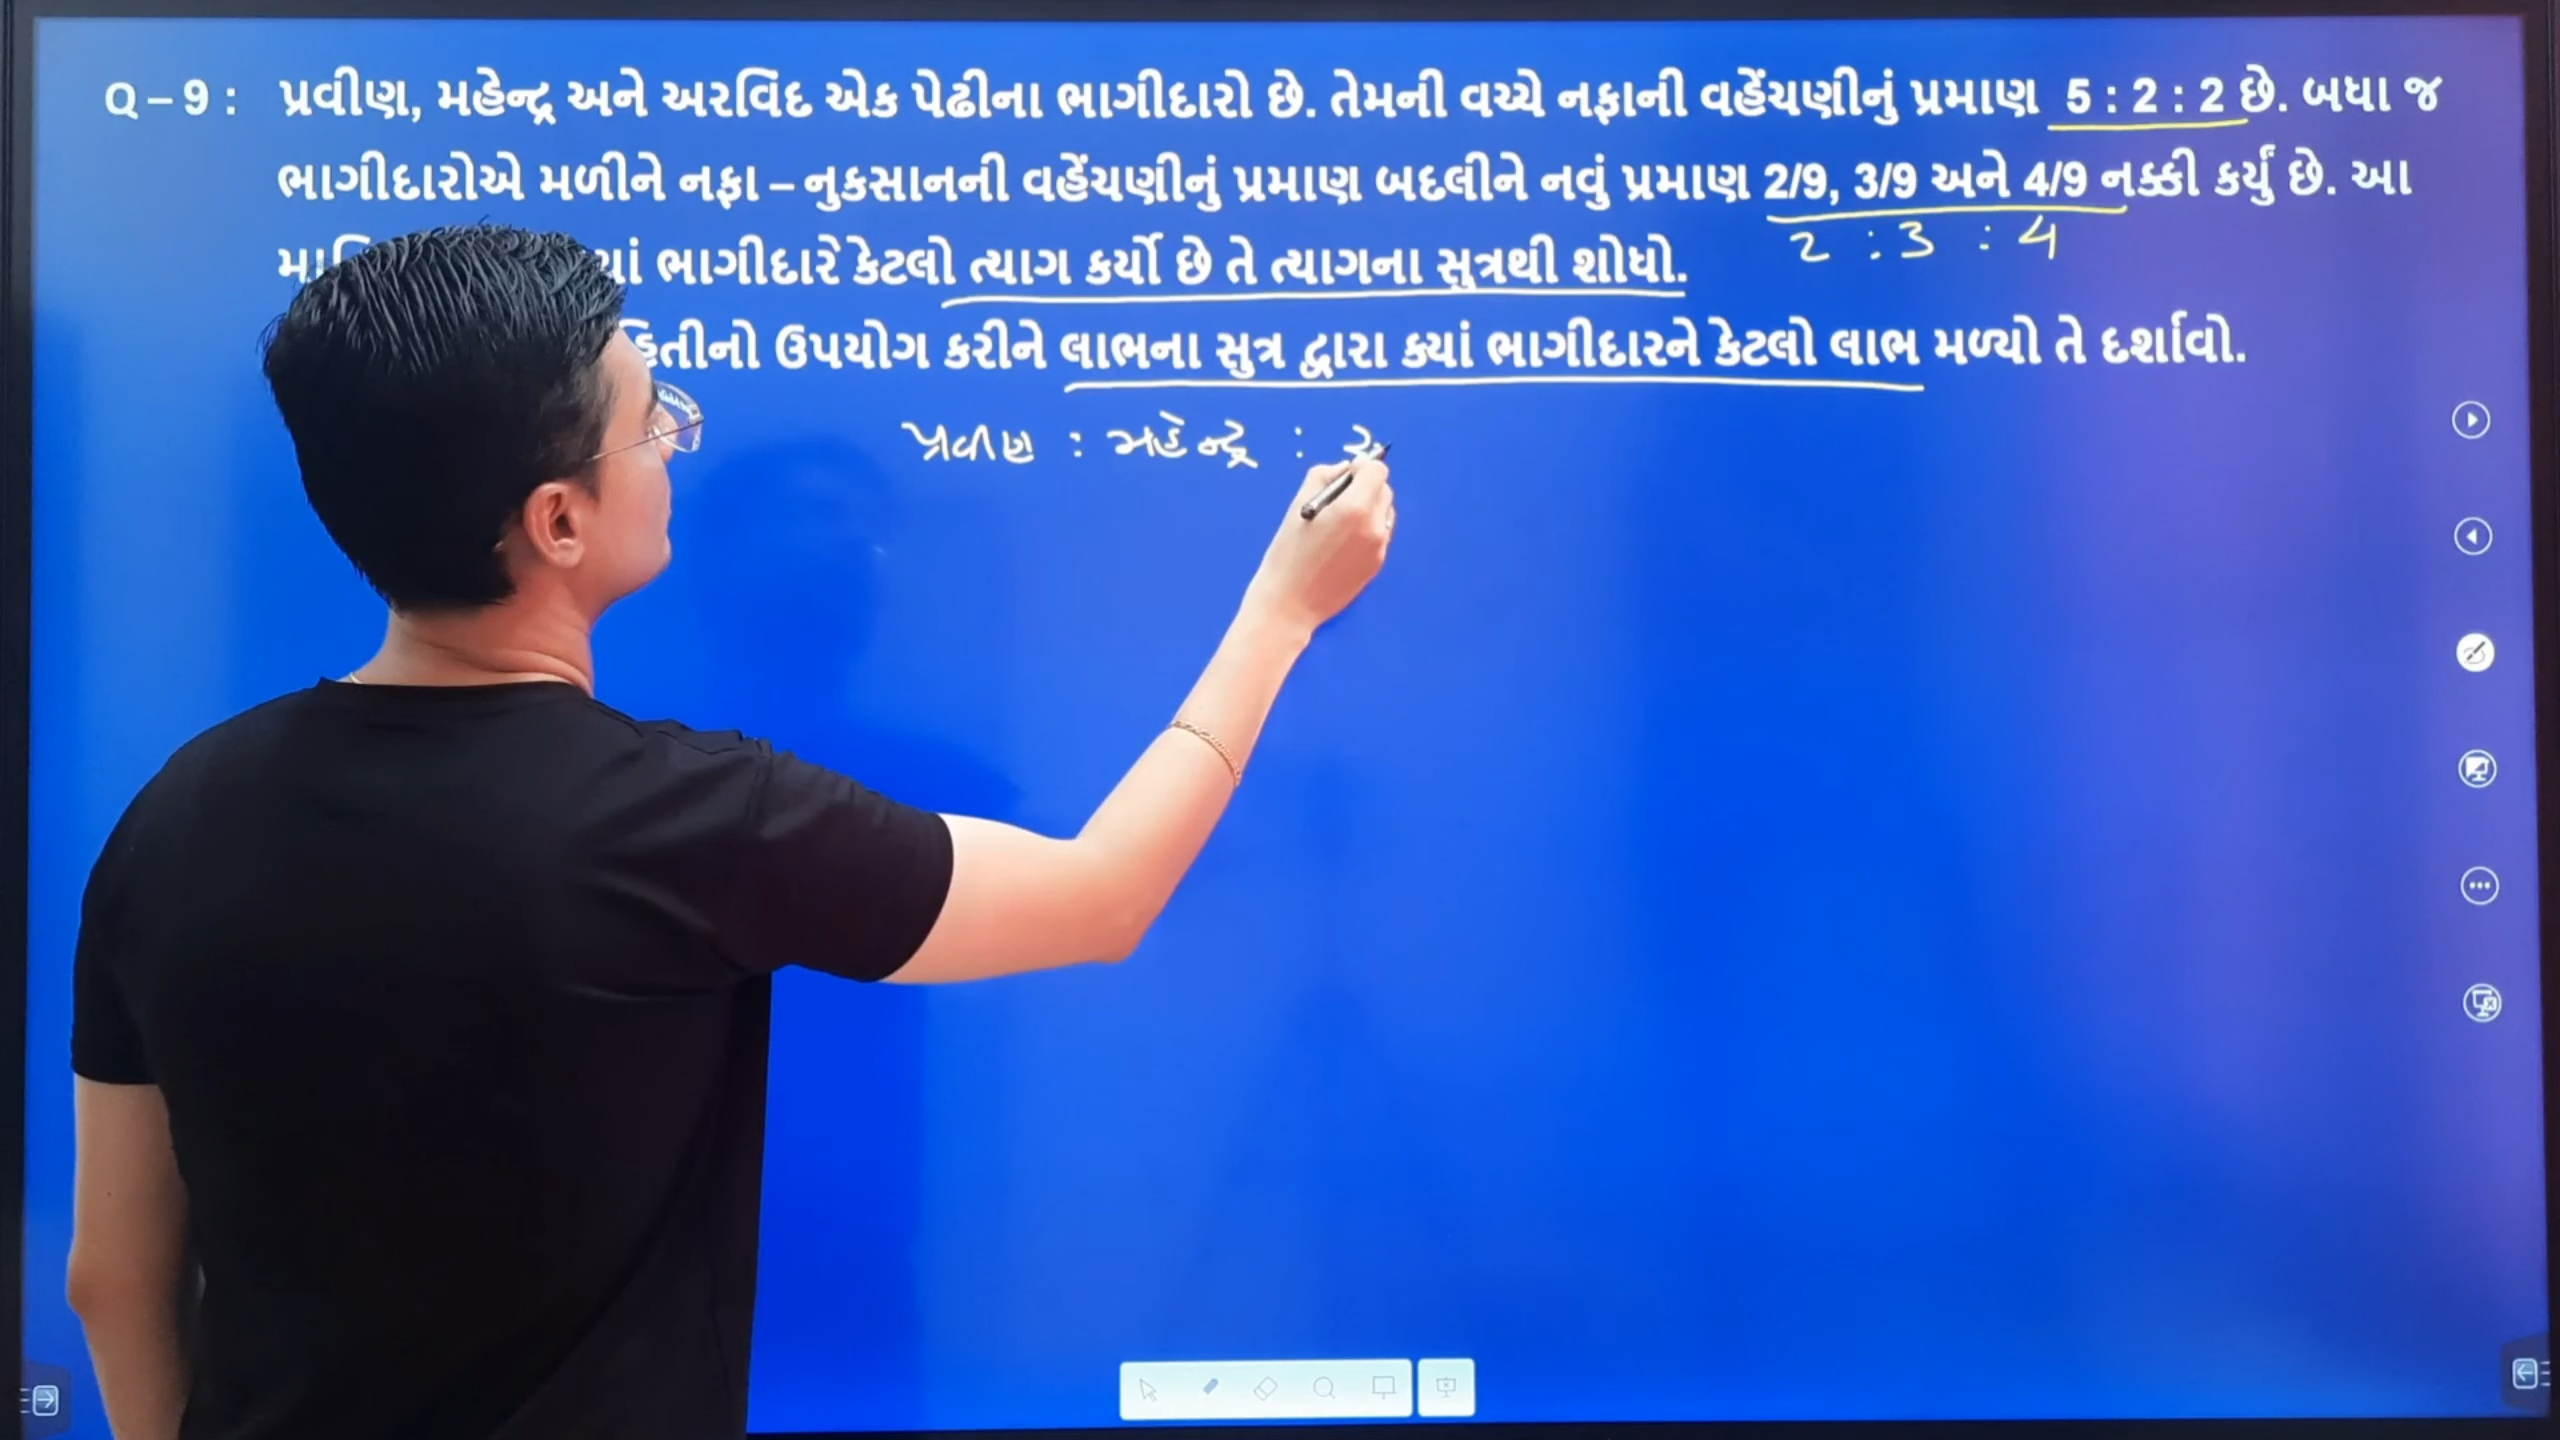 Q – 9 : પ્રવીણ, મહેન્દ્ર અને અરવિંદ એક પેઢીના ભાગીદારો છે. તેમની વચ્ચે નફાની વહેંચણીનું પ્રમાણ 5 : 2 : 2 છે. બધા જ
ભાગીદારોએ મળીને નફા – નુકસાનની વહેંચણીનું પ્રમાણ બદલીને નવું પ્રમાણ 2/9, 3/9 અને 4/9 નક્કી કર્યું છે. આ
ભાગીદારે કેટલો ત્યાગ કર્યો છે તે ત્યાગના સુત્રથી શોધો.
2 : 3 : 4
ઉપયોગ કરીને લાભના સુત્ર દ્વારા ક્યાં ભાગીદારને કેટલો લાભ મળ્યો તે દર્શાવો.
પ્રવીણ : મહેન્દ્ર :